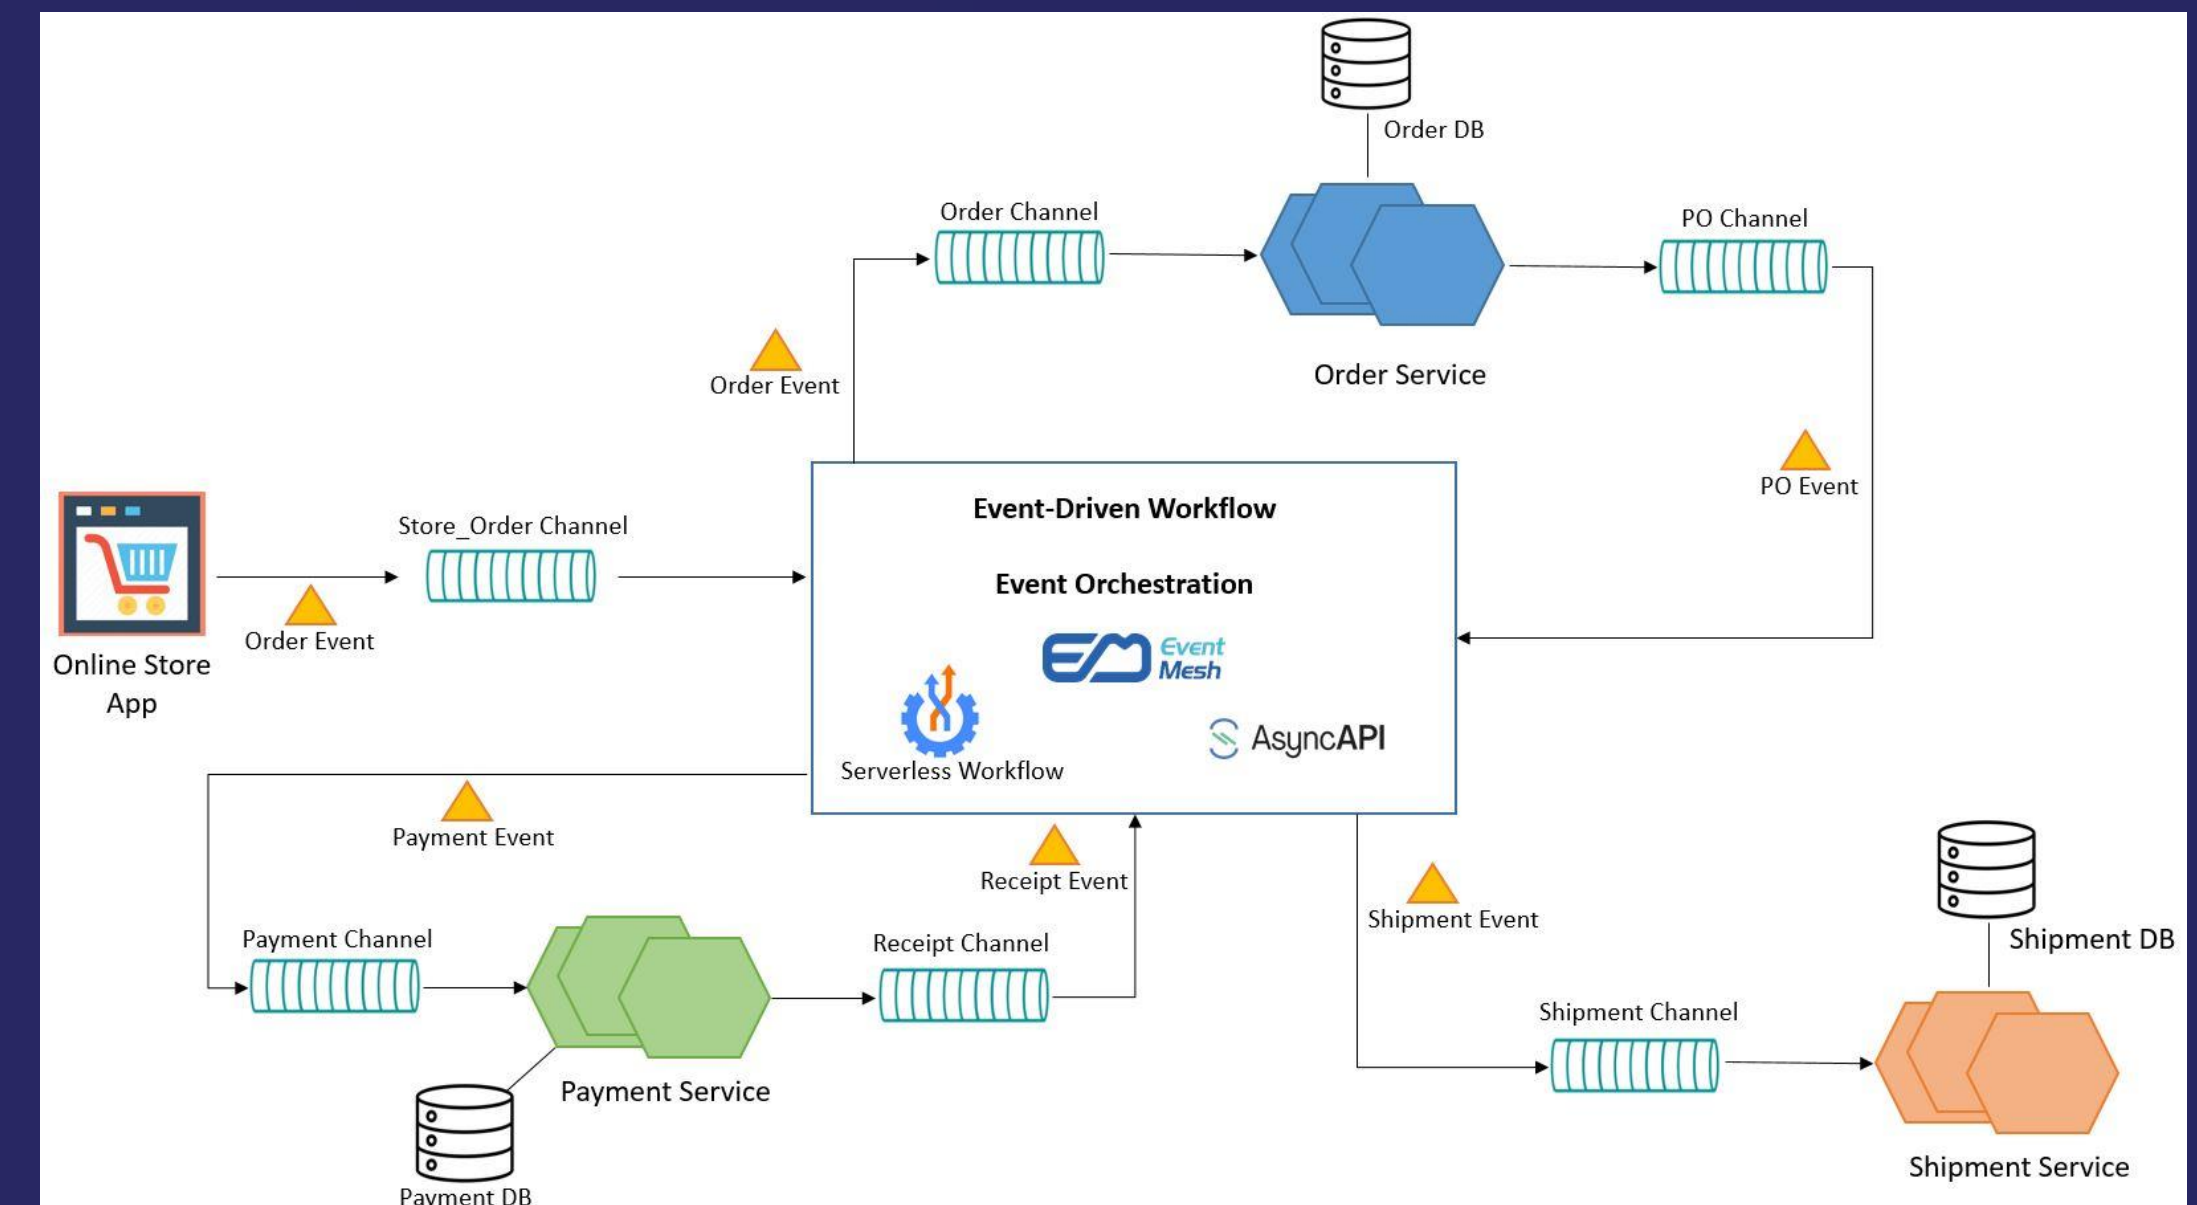 Order DB
Order Channel
PO Channel
Order Event
Order Service
PO Event
Event-Driven Workflow
Store_Order Channel
Event Orchestration
Order Event
Event
Mesh
Online Store
App
AsyncAPI
Serverless Workflow
Payment Event
Receipt Event
Shipment Event
Payment Channel
Receipt Channel
Shipment DB
Shipment Channel
Payment Service
Shipment Service
Payment DB